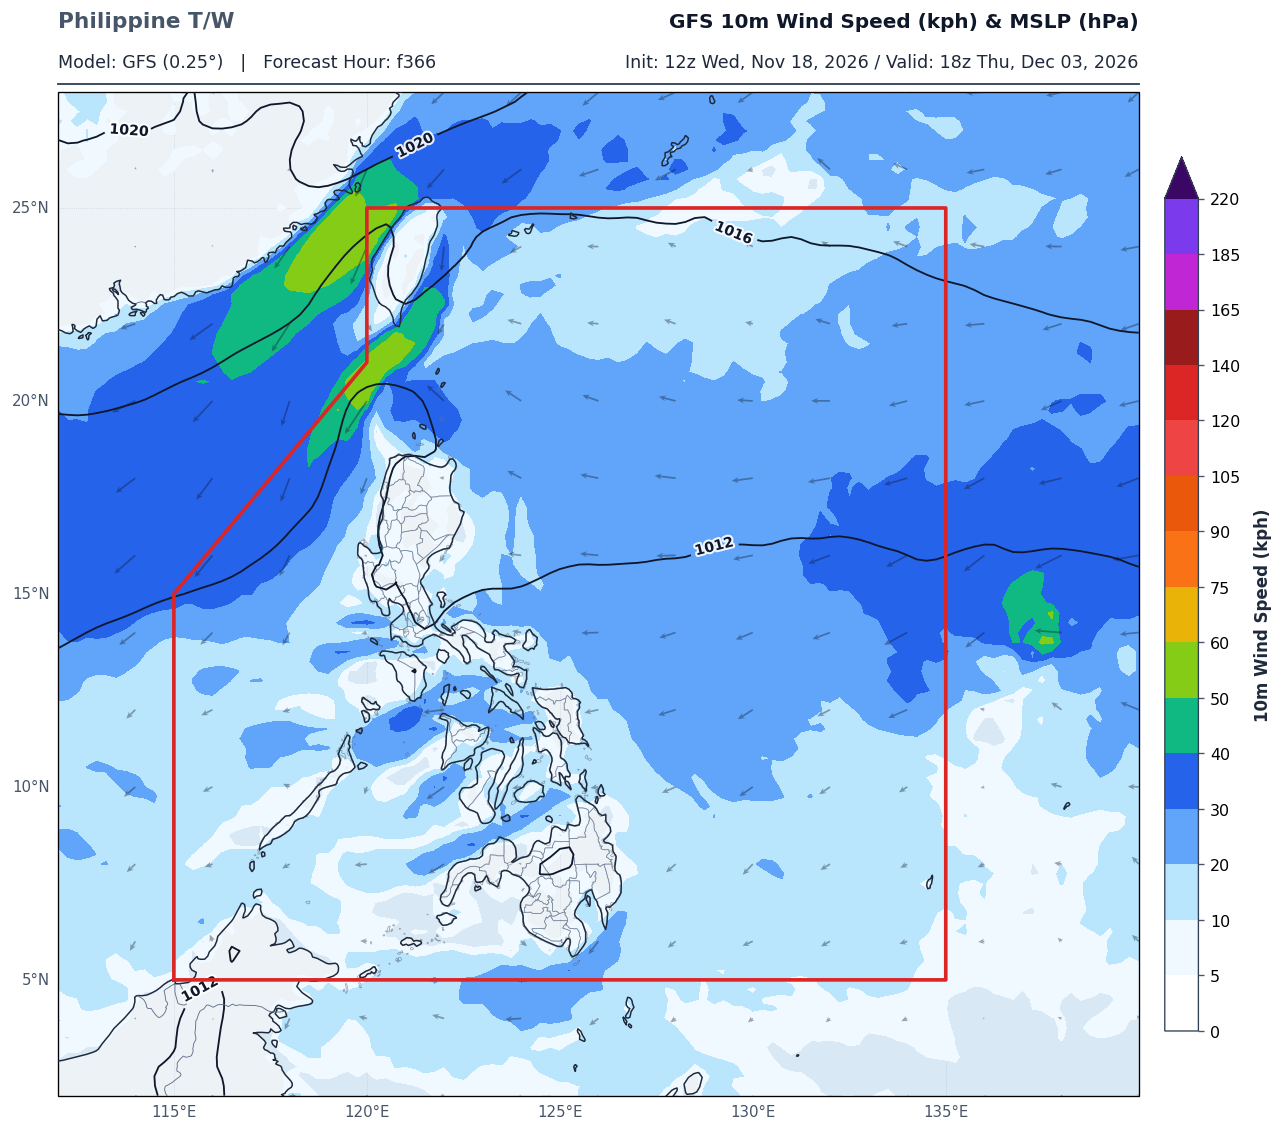 Philippine T/W
GFS 10m Wind Speed (kph) & MSLP (hPa)
Model: GFS (0.25°)   |   Forecast Hour: f366
Init: 12z Wed, Nov 18, 2026 / Valid: 18z Thu, Dec 03, 2026
1020
1020
1016
1012
1012
25°N
20°N
15°N
10°N
5°N
115°E
120°E
125°E
130°E
135°E
220
185
165
140
120
105
90
75
60
50
40
30
20
10
5
0
10m Wind Speed (kph)